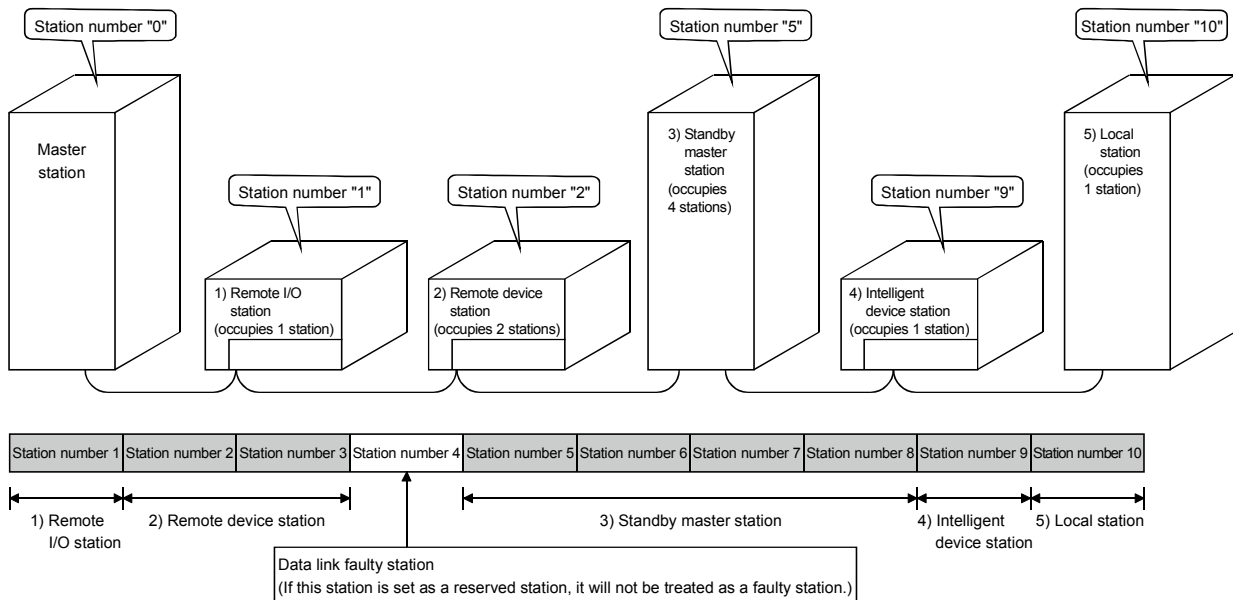 Station number "0"
Station number "5"
Station number "10"
Master
station
3) Standby
master
station
(occupies
4 stations)
5) Local
station
(occupies
1 station)
Station number "1"
Station number "2"
Station number "9"
1) Remote I/O
station
(occupies 1 station)
2) Remote device
station
(occupies 2 stations)
4) Intelligent
device station
(occupies 1 station)
Station number 1 Station number 2 Station number 3 Station number 4 Station number 5 Station number 6 Station number 7 Station number 8 Station number 9 Station number 10
1) Remote
I/O station
2) Remote device station
3) Standby master station
4) Intelligent
device station
5) Local station
Data link faulty station
(If this station is set as a reserved station, it will not be treated as a faulty station.)